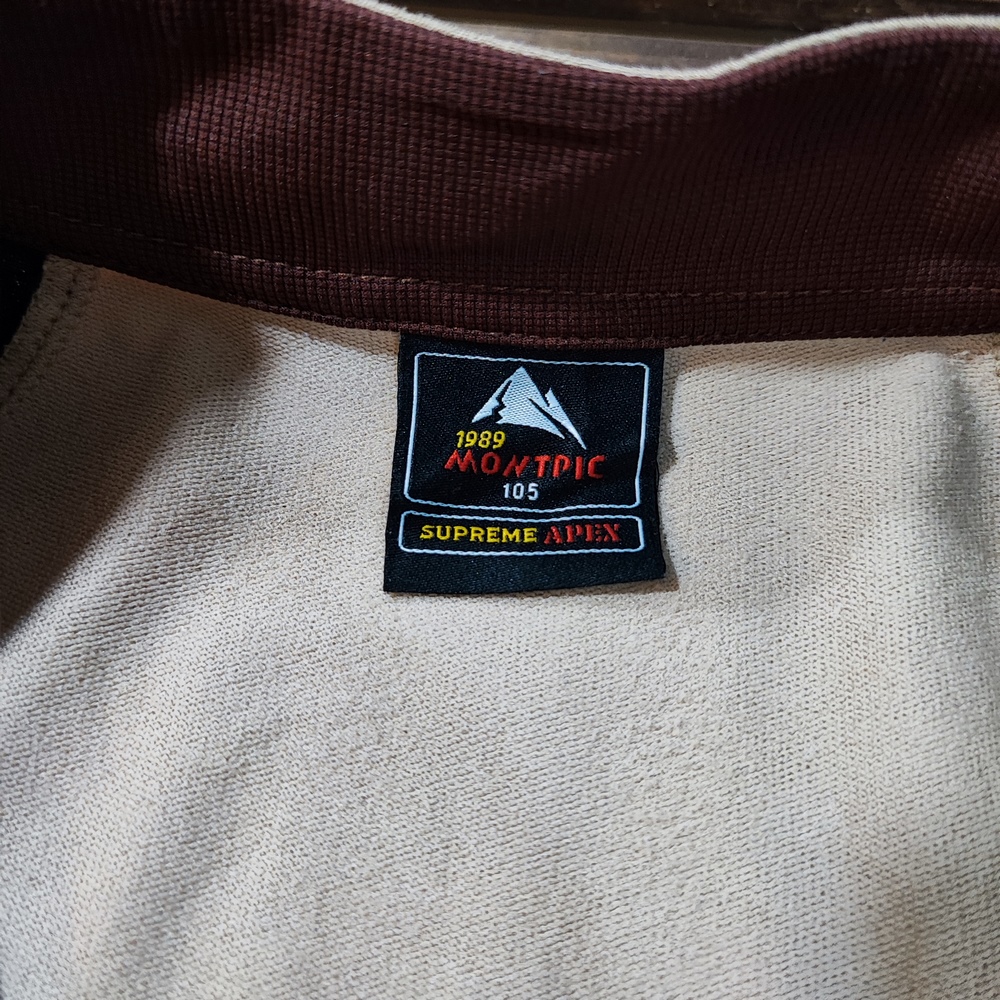 1989
MONTPIC
105
SUPREME APEX